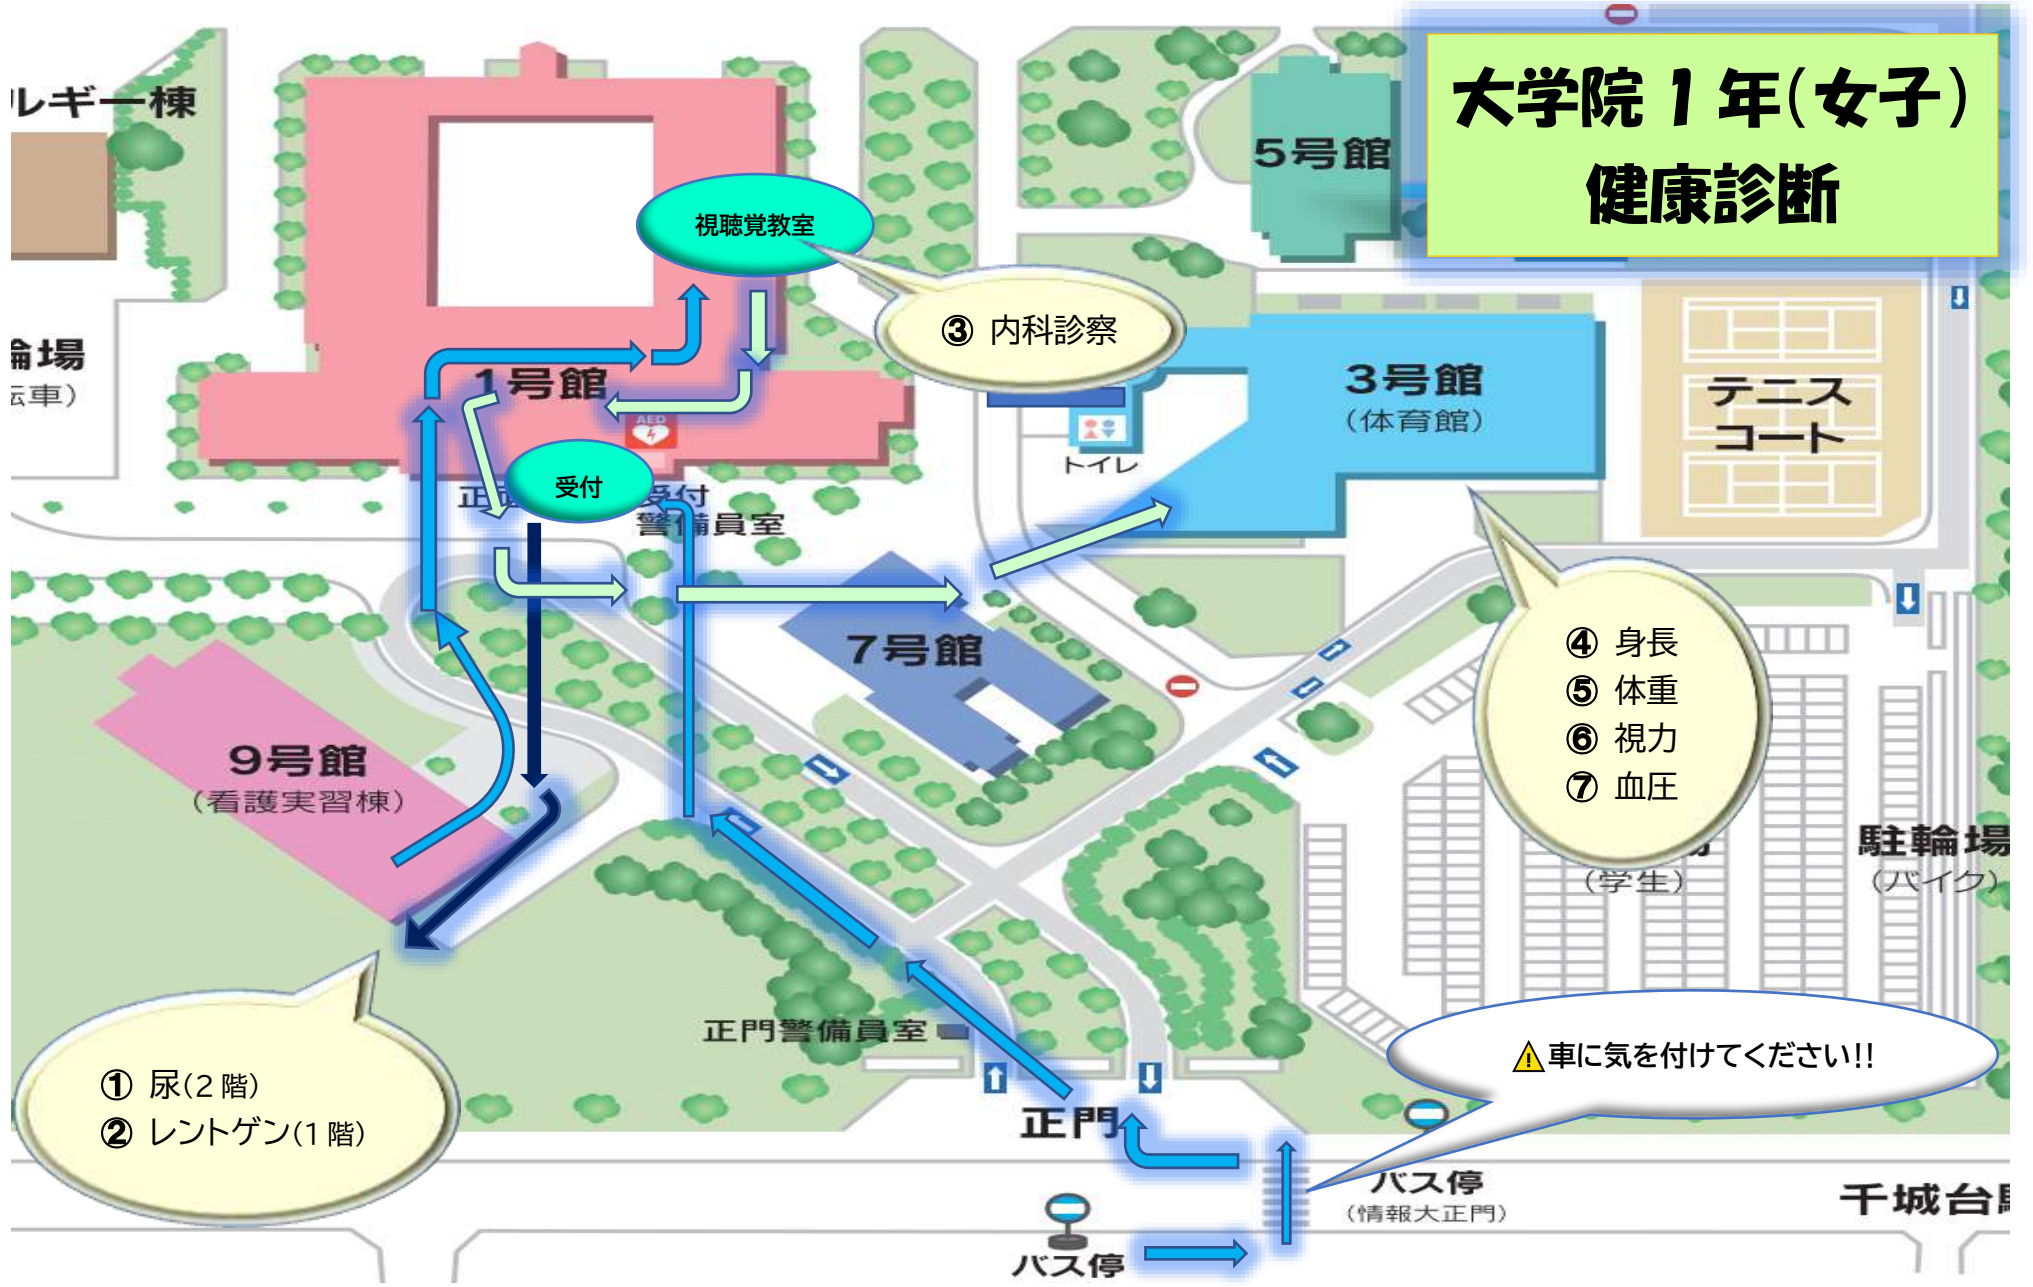 大学院１年(女子)
健康診断
ルギー棟
5号館
視聴覚教室
③ 内科診察
輪場
転車)
1号館
AED
3号館
(体育館)
テニス
コート
トイレ
受付
正
受付
警備員室
7号館
9号館
(看護実習棟)
④ 身長
⑤ 体重
⑥ 視力
⑦ 血圧
(学生)
駐輪場
(バイク)
正門警備員室
① 尿(2階)
② レントゲン(1階)
⚠車に気を付けてください!!
正門
バス停
(情報大正門)
千城台
バス停